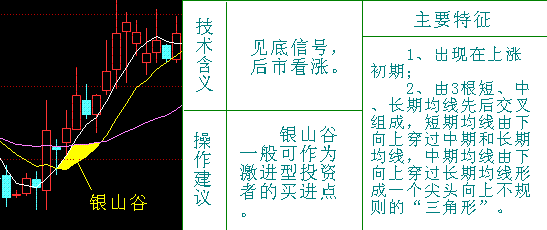 银山谷
技术含义
见底信号，
后市看涨。
操作建议
银山谷
一般可作为
激进型投资
者的买进点
。
主要特征
1、出现在上涨
初期；
2、由3根短、中
、长期均线先后交叉
组成，短期均线由下
向上穿过中期和长期
均线，中期均线由下
向上穿过长期均线形
成一个尖头向上不规
则的“三角形”。